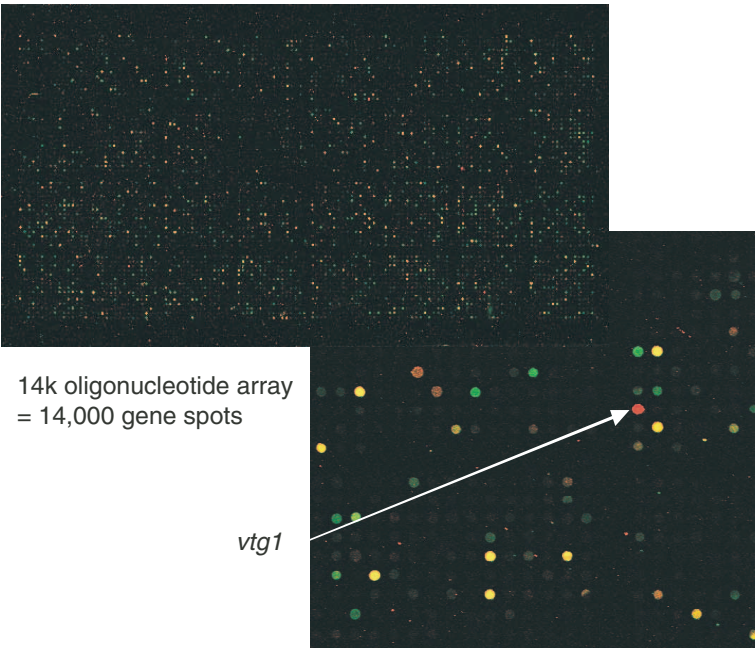 14k oligonucleotide array
= 14,000 gene spots
vtg1